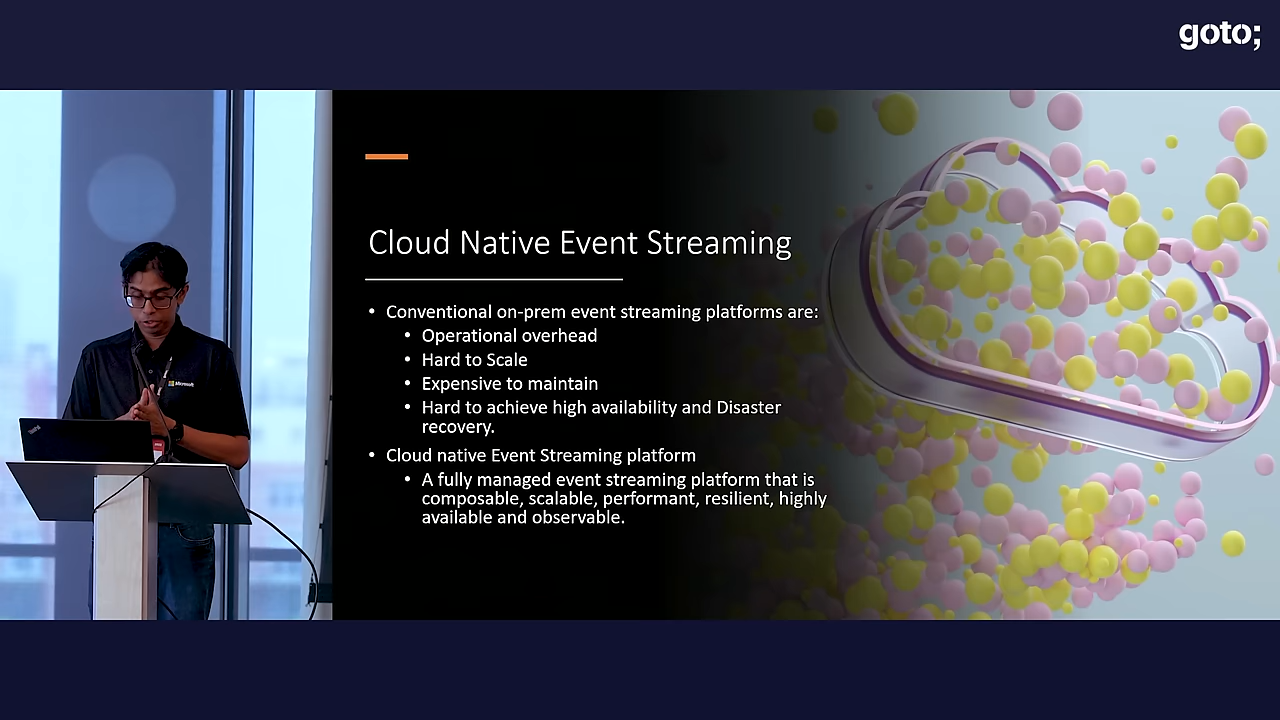 goto;
Cloud Native Event Streaming
• Conventional on-prem event streaming platforms are:
• Operational overhead
• Hard to Scale
• Expensive to maintain
• Hard to achieve high availability and Disaster
recovery.
• Cloud native Event Streaming platform
• A fully managed event streaming platform that is
composable, scalable, performant, resilient, highly
available and observable.
Microsoft